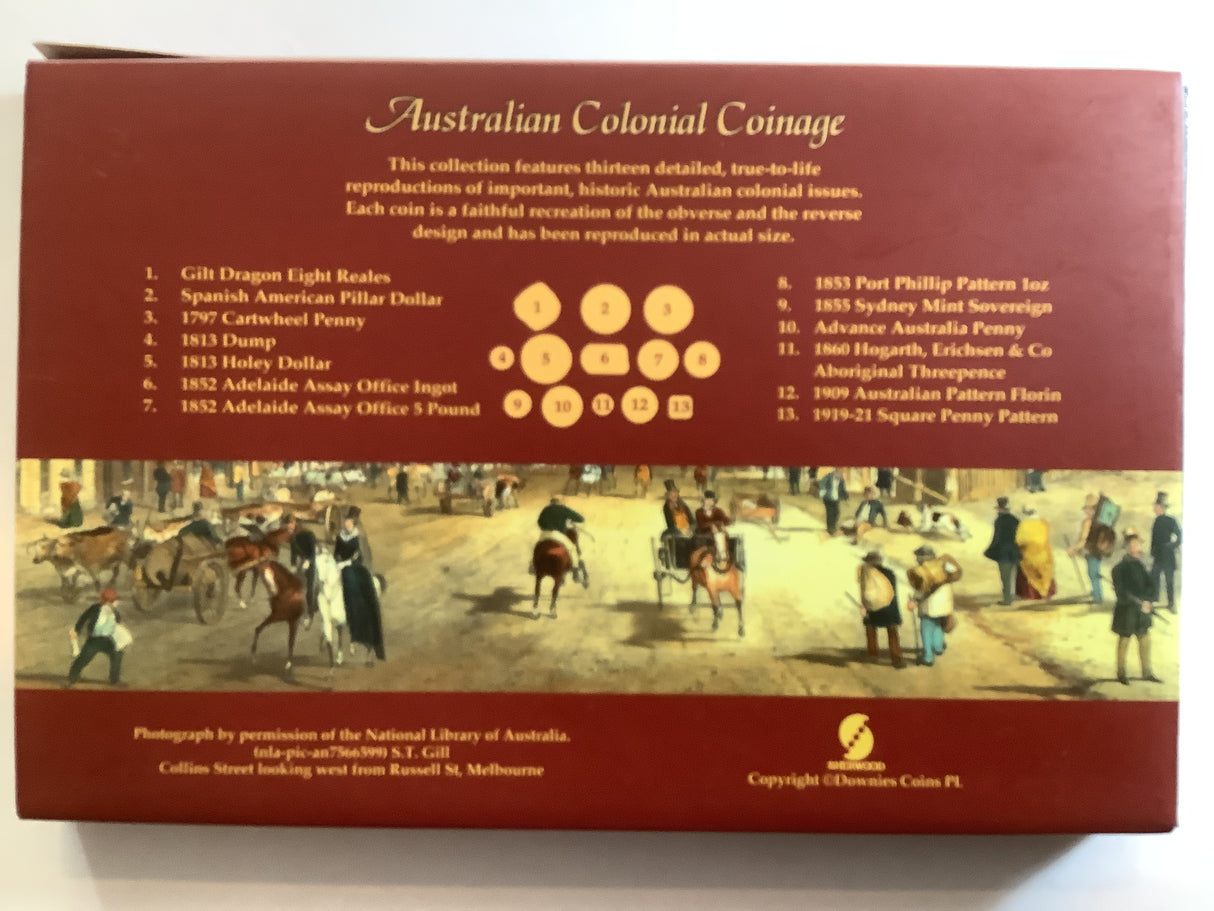 Australian Colonial Coinage
This collection features thirteen detailed, true-to-life
reproductions of important, historic Australian colonial issues.
Each coin is a faithful recreation of the obverse and the reverse
design and has been reproduced in actual size.
1. Gilt Dragon Eight Reales
2. Spanish American Pillar Dollar
3. 1797 Cartwheel Penny
4. 1813 Dump
5. 1813 Holey Dollar
6. 1852 Adelaide Assay Office Ingot
7. 1852 Adelaide Assay Office 5 Pound
1 2 3
4 5 6 7 8
9 10 11 12 13
8. 1853 Port Phillip Pattern 1oz
9. 1855 Sydney Mint Sovereign
10. Advance Australia Penny
11. 1860 Hogarth, Erichsen & Co
Aboriginal Threepence
12. 1909 Australian Pattern Florin
13. 1919-21 Square Penny Pattern
Photograph by permission of the National Library of Australia.
(nla-pic-an7566599) S.T. Gill
Collins Street looking west from Russell St, Melbourne
SHERWOOD
Copyright ©Downies Coins PL